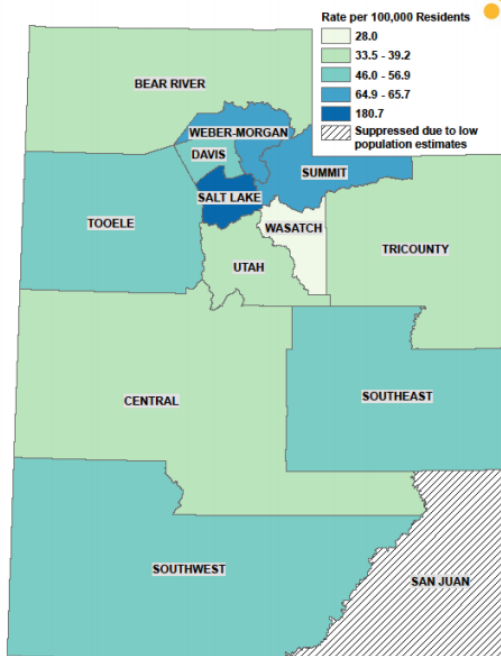 Rate per 100,000 Residents
28.0
33.5 - 39.2
46.0 - 56.9
64.9 - 65.7
180.7
Suppressed due to low
population estimates
BEAR RIVER
WEBER-MORGAN
DAVIS
SUMMIT
SALT LAKE
TOOELE
WASATCH
TRICOUNTY
UTAH
CENTRAL
SOUTHEAST
SOUTHWEST
SAN JUAN